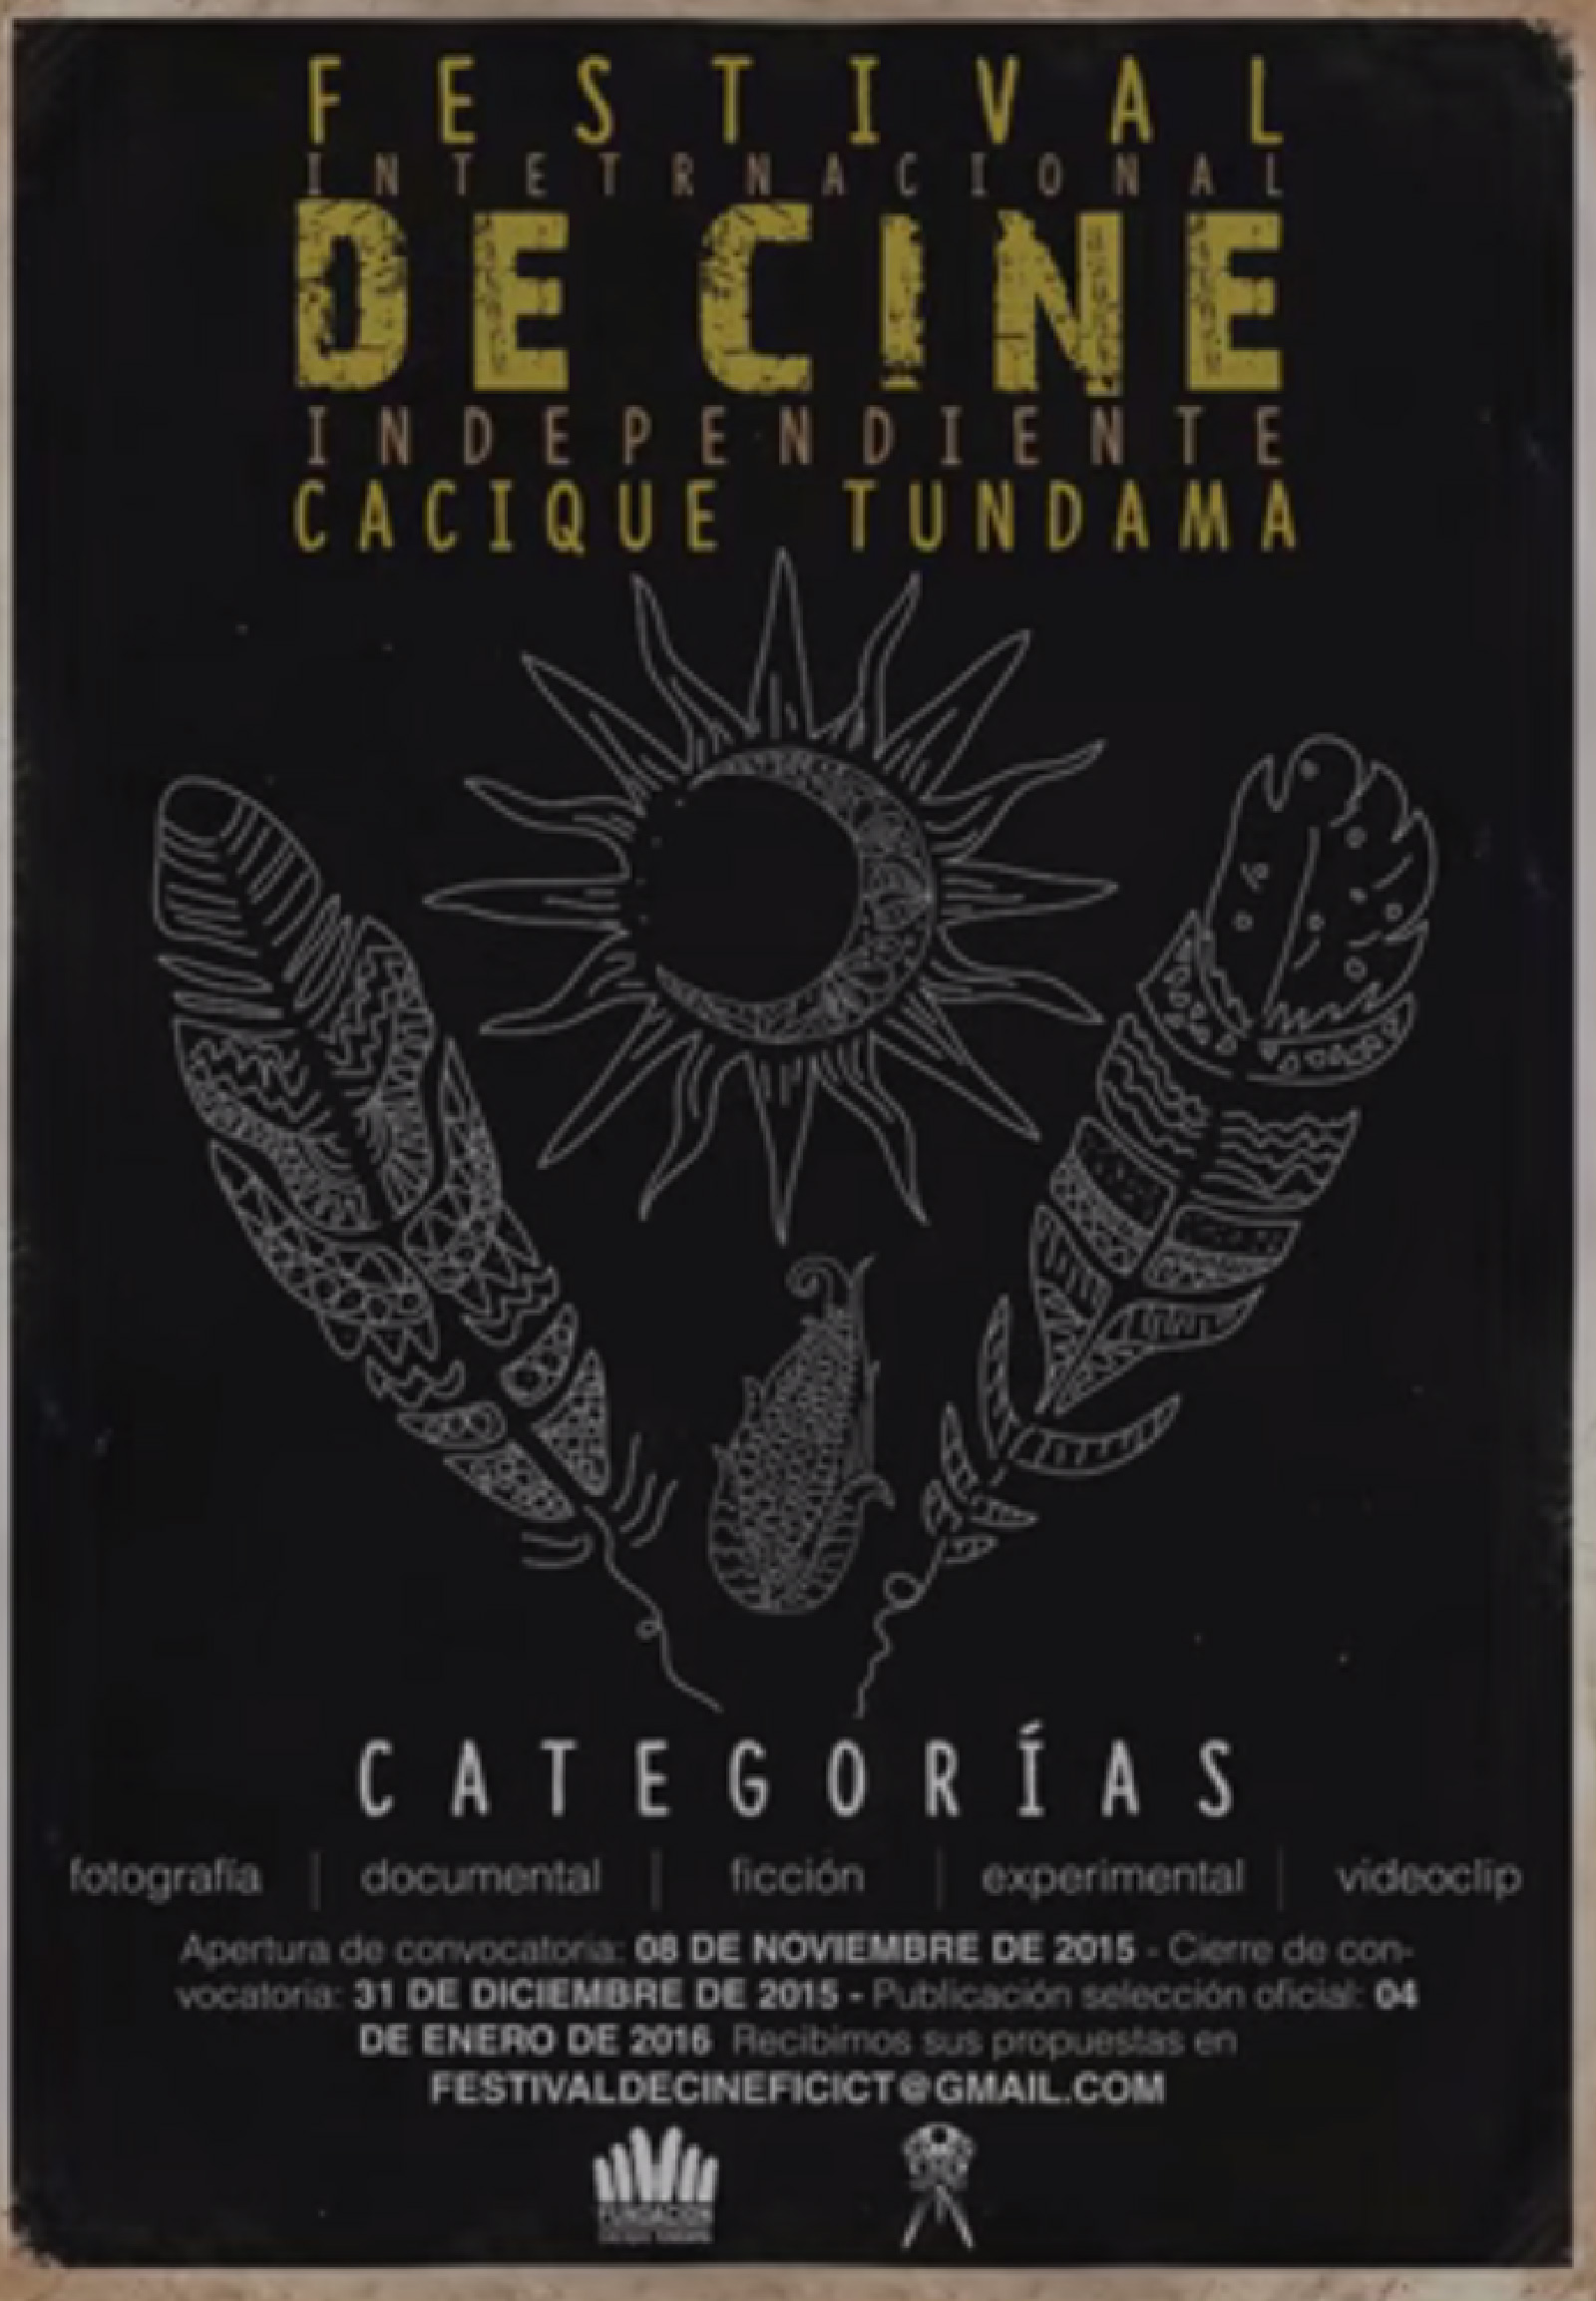 FESTIVAL
INTETRNACIONAL
DE CINE
INDEPENDIENTE
CACIQUE TUNDAMA
CATEGORÍAS
fotografía | documental | ficción | experimental | videoclip
Apertura de convocatoria: 08 DE NOVIEMBRE DE 2015 - Cierre de con-
vocatoria: 31 DE DICIEMBRE DE 2015 - Publicación selección oficial: 04
DE ENERO DE 2016 Recibimos sus propuestas en
FESTIVALDECINEFICICT@GMAIL.COM
FUNDACIÓN